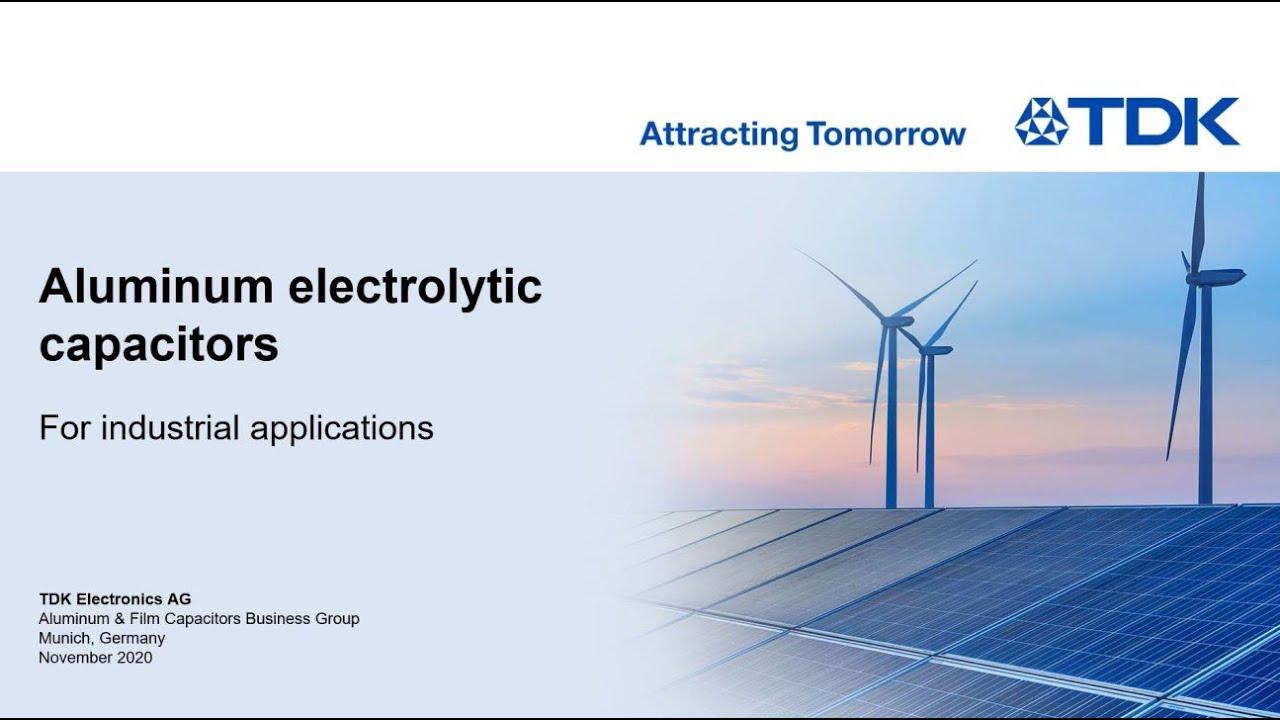 Attracting Tomorrow
TDK
Aluminum electrolytic
capacitors
For industrial applications
TDK Electronics AG
Aluminum & Film Capacitors Business Group
Munich, Germany
November 2020